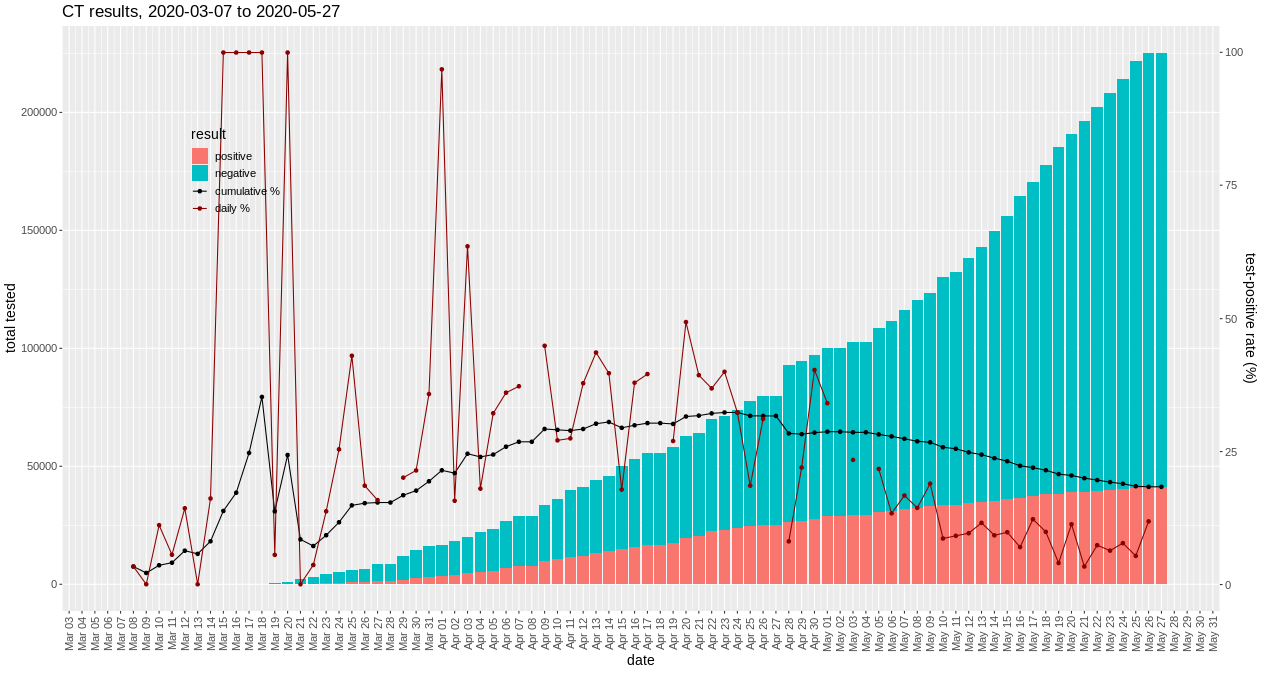 CT results, 2020-03-07 to 2020-05-27
total tested
200000
150000
100000
50000
0
result
positive
negative
cumulative %
daily %
100
75
50
25
0
test-positive rate (%)
Mar 03
Mar 04
Mar 05
Mar 06
Mar 07
Mar 08
Mar 09
Mar 10
Mar 11
Mar 12
Mar 13
Mar 14
Mar 15
Mar 16
Mar 17
Mar 18
Mar 19
Mar 20
Mar 21
Mar 22
Mar 23
Mar 24
Mar 25
Mar 26
Mar 27
Mar 28
Mar 29
Mar 30
Mar 31
Apr 01
Apr 02
Apr 03
Apr 04
Apr 05
Apr 06
Apr 07
Apr 08
Apr 09
Apr 10
Apr 11
Apr 12
Apr 13
Apr 14
Apr 15
Apr 16
Apr 17
Apr 18
Apr 19
Apr 20
Apr 21
Apr 22
Apr 23
Apr 24
Apr 25
Apr 26
Apr 27
Apr 28
Apr 29
Apr 30
May 01
May 02
May 03
May 04
May 05
May 06
May 07
May 08
May 09
May 10
May 11
May 12
May 13
May 14
May 15
May 16
May 17
May 18
May 19
May 20
May 21
May 22
May 23
May 24
May 25
May 26
May 27
May 28
May 29
May 30
May 31
date